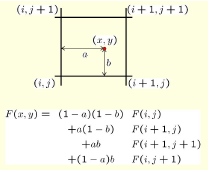 (i, j + 1) (i + 1, j + 1)
(x, y)
a
b
(i, j) (i + 1, j)
F(x, y) = (1 − a)(1 − b) F(i, j)
+a(1 − b) F(i + 1, j)
+ab F(i + 1, j + 1)
+(1 − a)b F(i, j + 1)